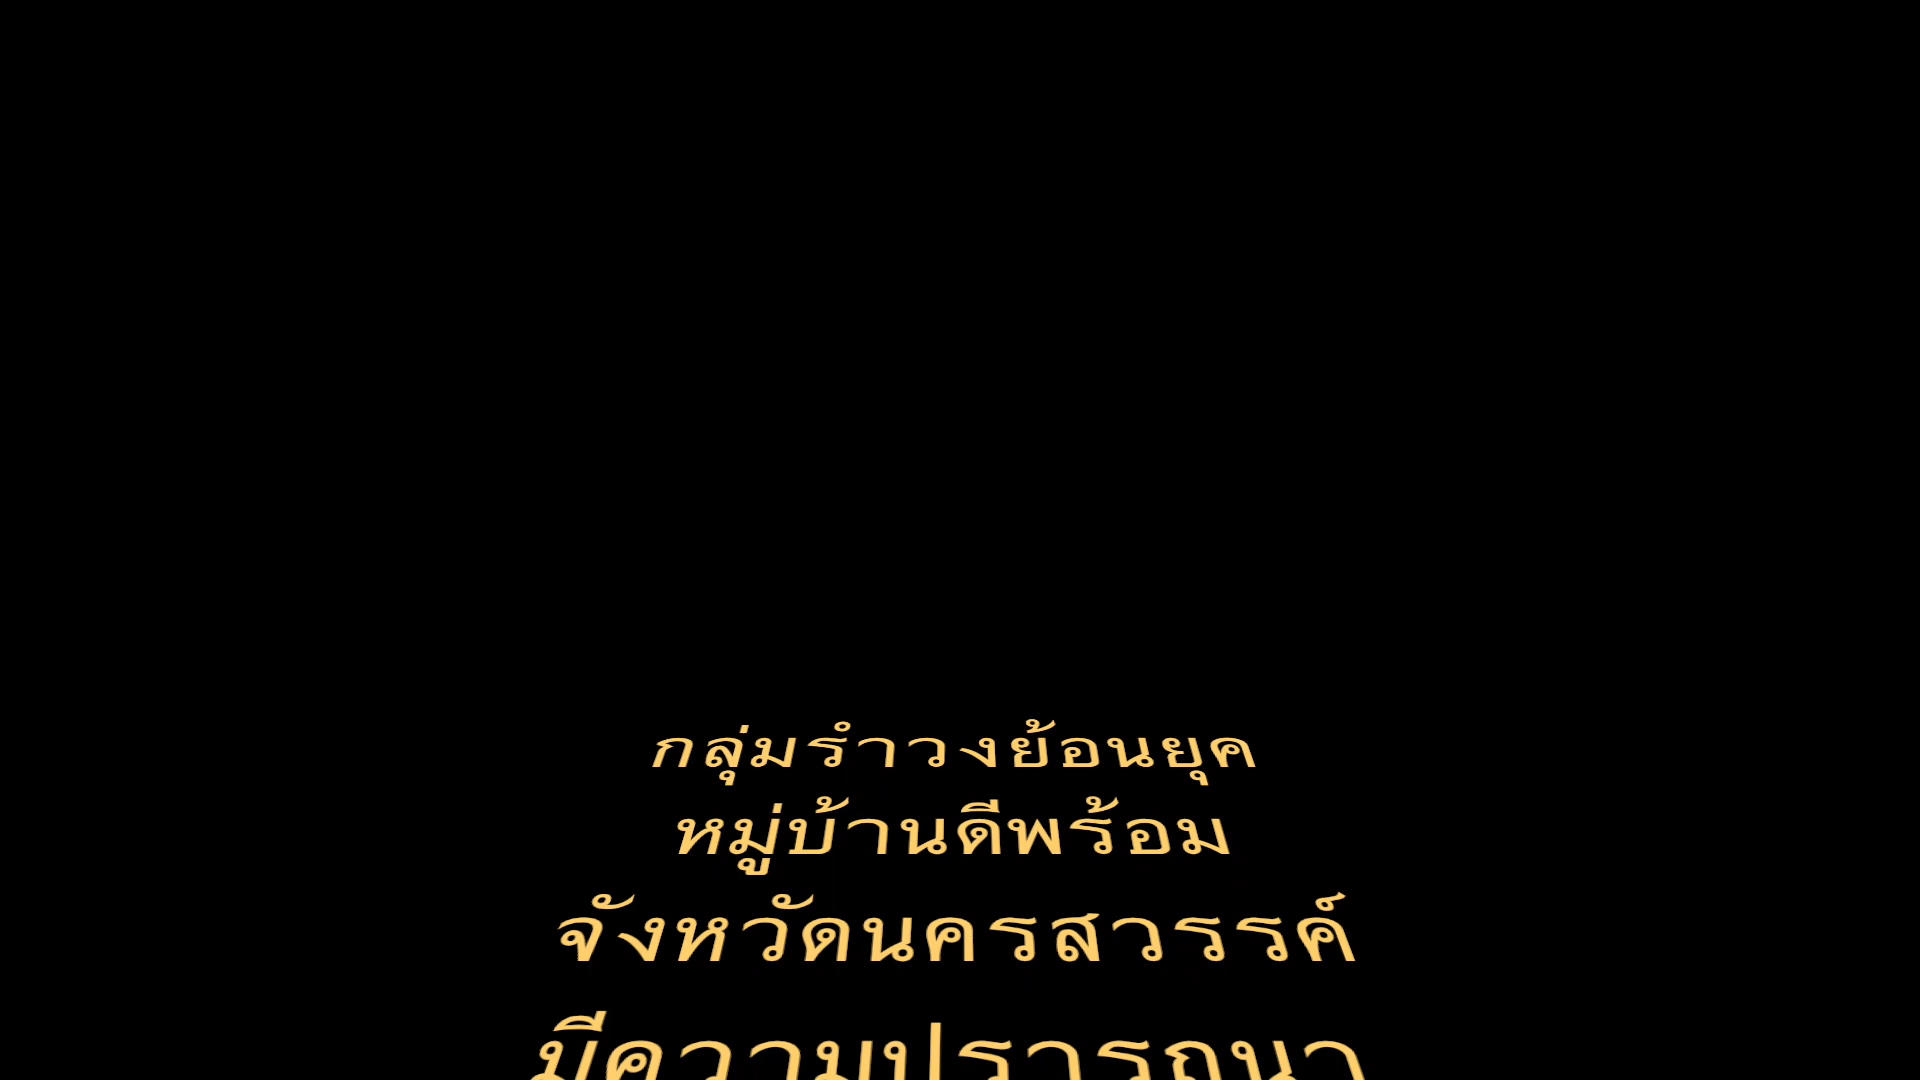 กลุ่มรำวงย้อนยุค
หมู่บ้านดีพร้อม
จังหวัดนครสวรรค์
มีความปรารถนา